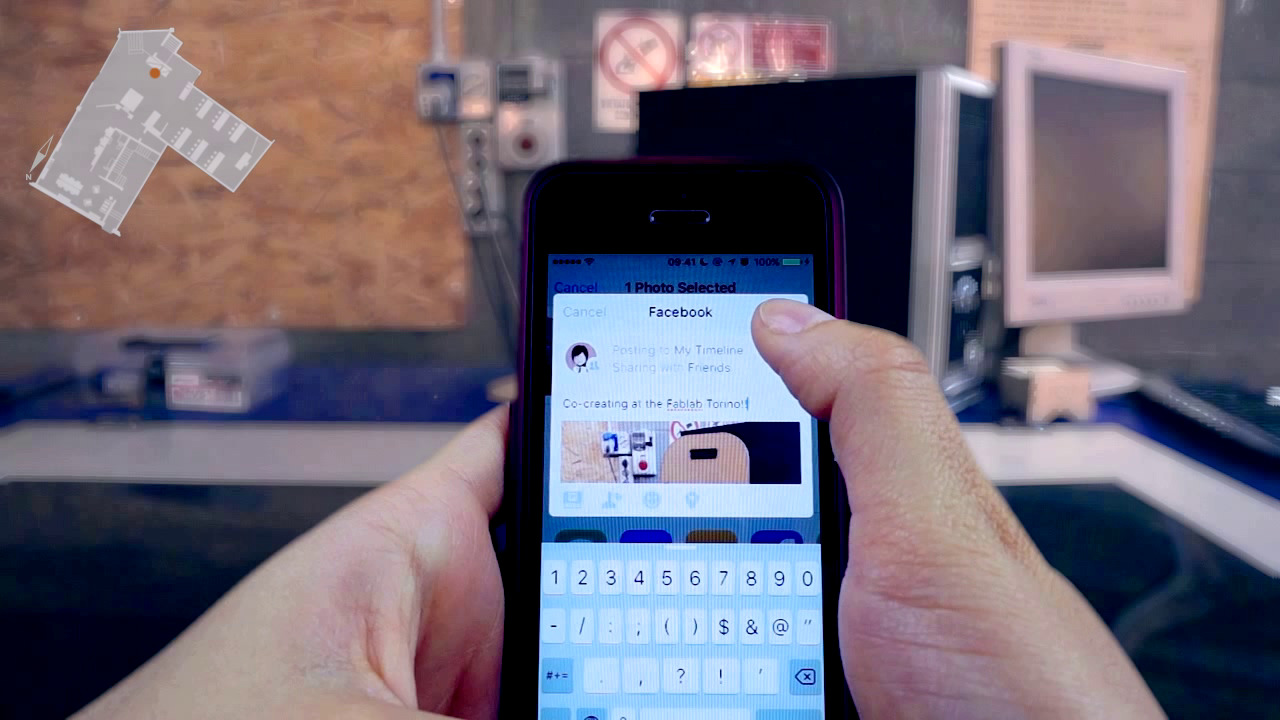 N
09:41 100%
Cancel 1 Photo Selected
Cancel Facebook
Posting to My Timeline
Sharing with Friends
Co-creating at the Fablab Torino!!
1 2 3 4 5 6 7 8 9 0
- / : ; ( ) $ & @ "
#+= . , ? ! '